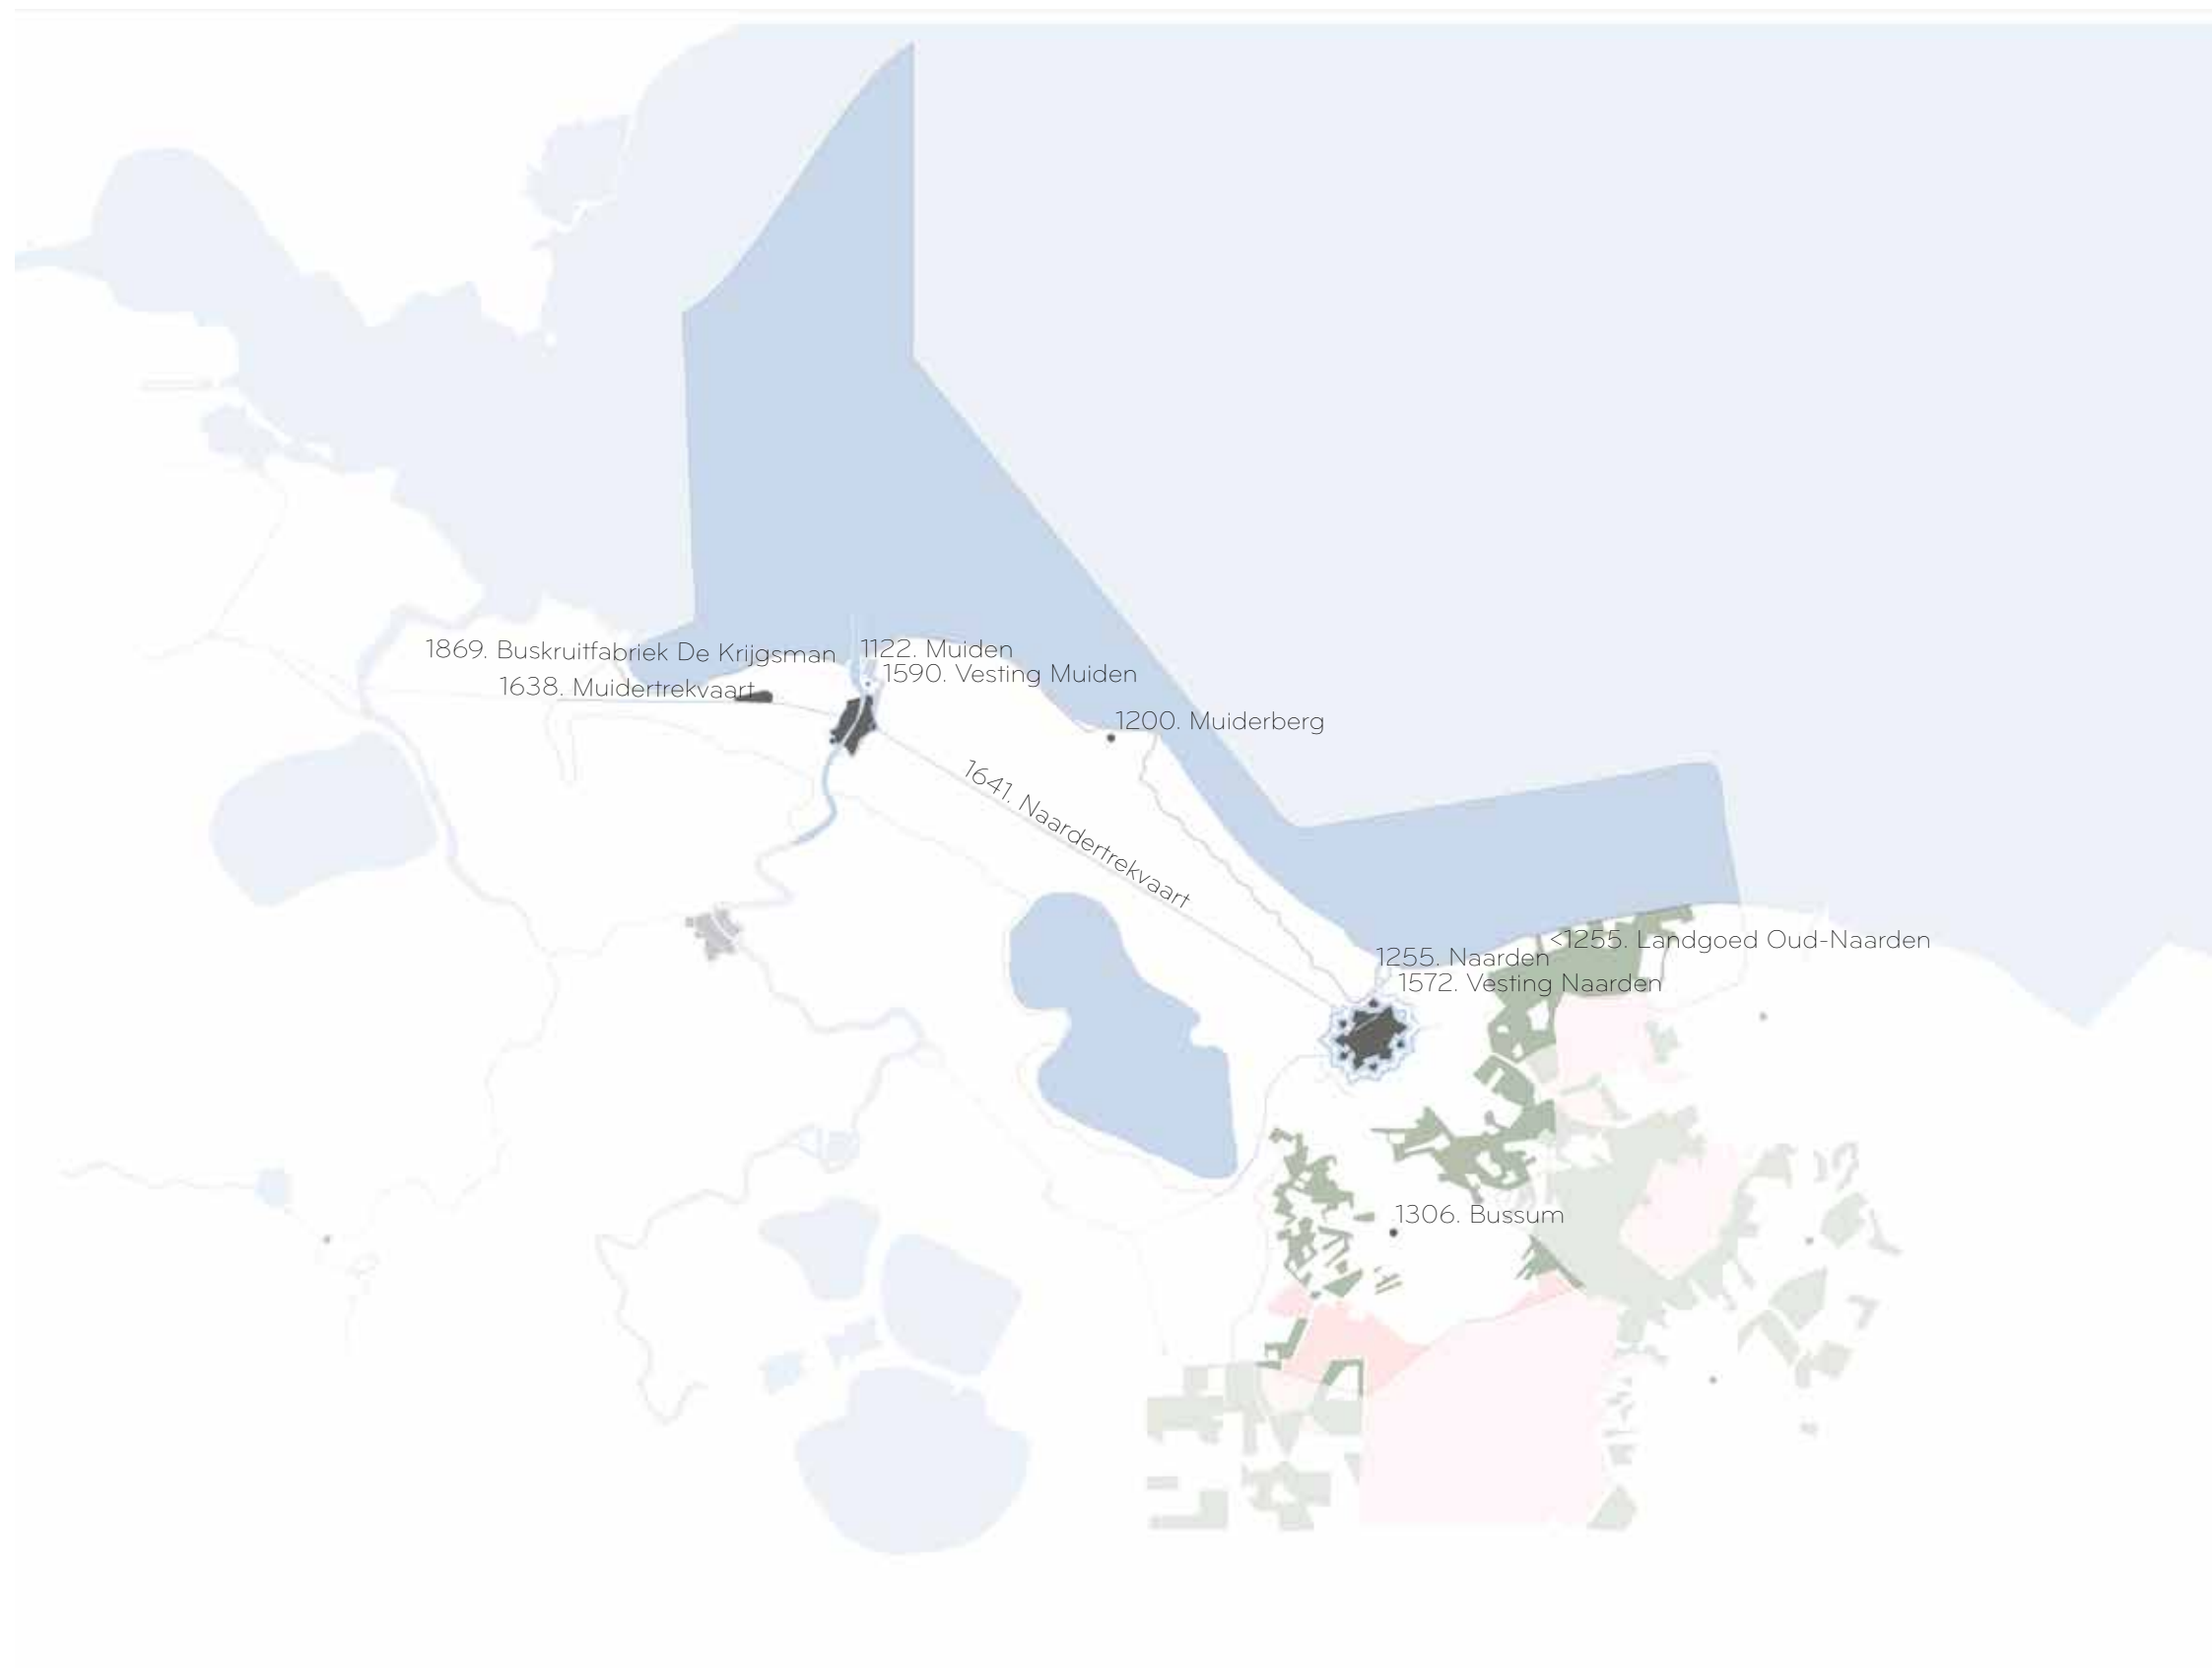 1869. Buskruitfabriek De Krijgsman
1122. Muiden
1590. Vesting Muiden
1638. Muidertrekvaart
1200. Muiderberg
1641. Naardertrekvaart
<1255. Landgoed Oud-Naarden
1255. Naarden
1572. Vesting Naarden
1306. Bussum